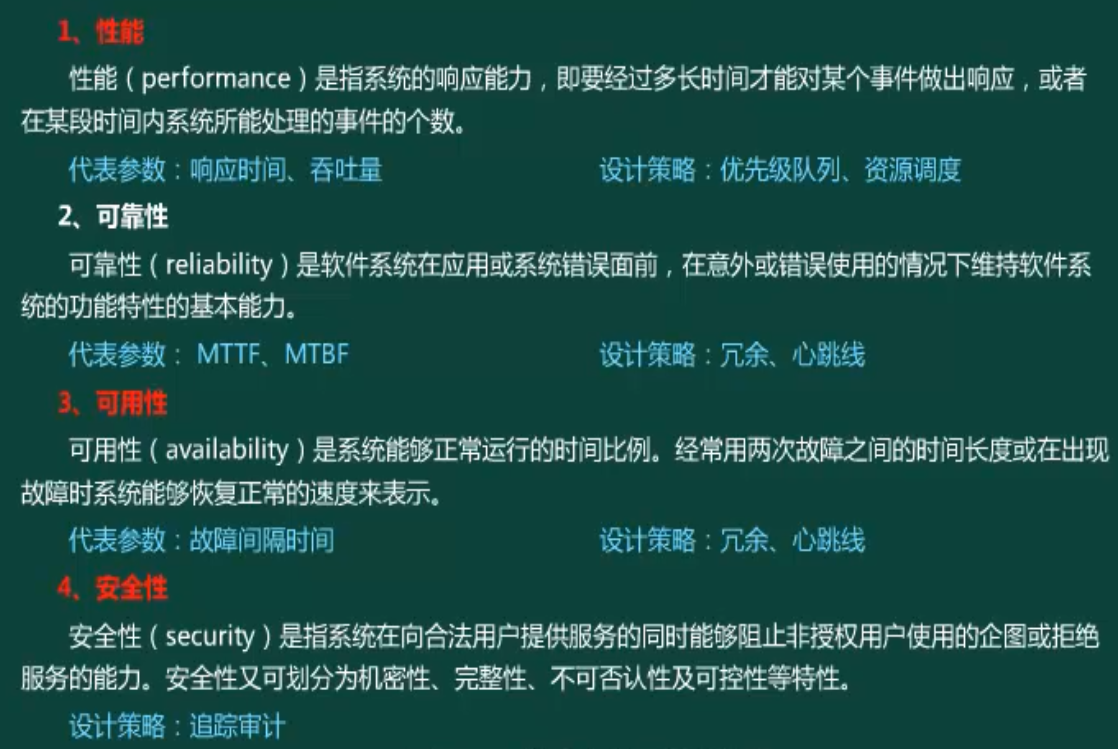 1、性能
性能（performance）是指系统的响应能力，即要经过多长时间才能对某个事件做出响应，或者
在某段时间内系统所能处理的事件的个数。
代表参数：响应时间、吞吐量 设计策略：优先级队列、资源调度
2、可靠性
可靠性（reliability）是软件系统在应用或系统错误面前，在意外或错误使用的情况下维持软件系
统的功能特性的基本能力。
代表参数： MTTF、MTBF 设计策略：冗余、心跳线
3、可用性
可用性（availability）是系统能够正常运行的时间比例。经常用两次故障之间的时间长度或在出现
故障时系统能够恢复正常的速度来表示。
代表参数：故障间隔时间 设计策略：冗余、心跳线
4、安全性
安全性（security）是指系统在向合法用户提供服务的同时能够阻止非授权用户使用的企图或拒绝
服务的能力。安全性又可划分为机密性、完整性、不可否认性及可控性等特性。
设计策略：追踪审计